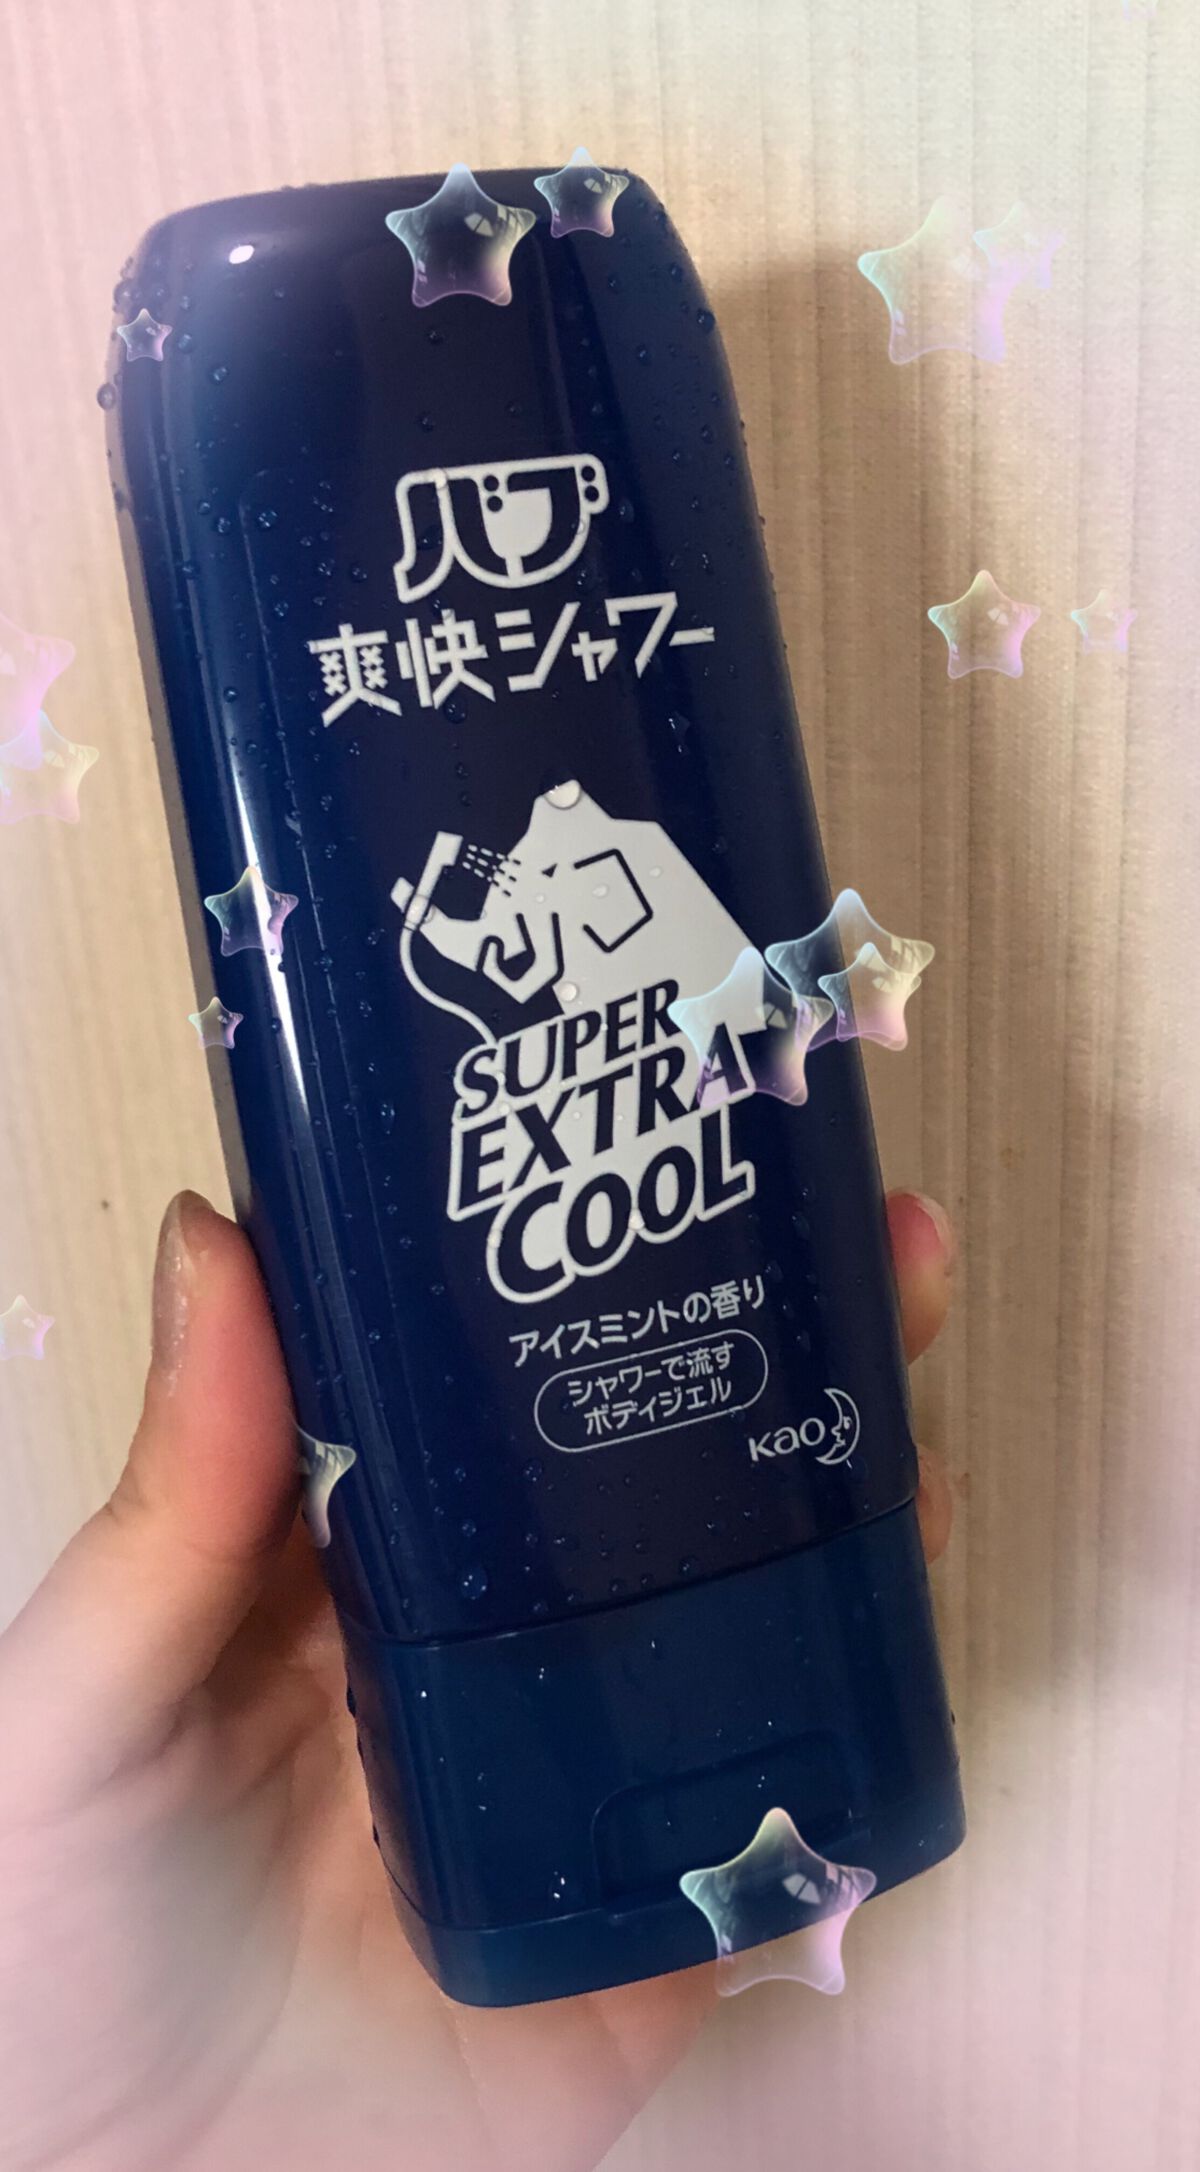 バブ
爽快シャワー
SUPER
EXTRA
COOL
アイスミントの香り
シャワーで流す
ボディジェル
Kao